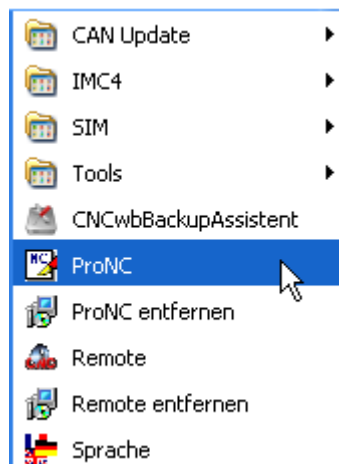 CAN Update
IMC4
SIM
Tools
CNCwbBackupAssistent
ProNC
ProNC entfernen
Remote
Remote entfernen
Sprache